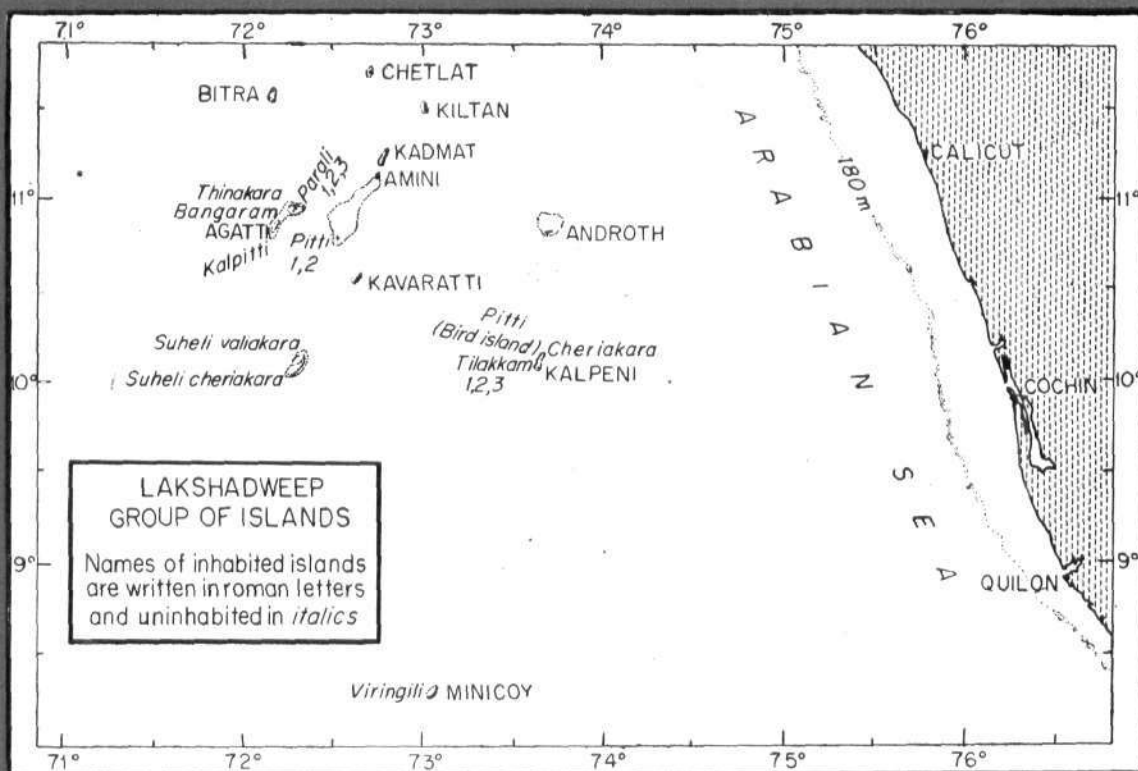 71° 72° 73° 74° 75° 76°
CHETLAT
BITRA
KILTAN
KADMAT
AMINI
Parali
1,2,3
Thinakara
Bangaram
AGATTI
Kalpitti
Pitti
1,2
11°
11°
ANDROTH
KAVARATTI
Pitti
(Bird island)
Cheriakara
Tilakkam
1,2,3
KALPENI
Suheli valiakara
Suheli cheriakara
10°
10°
ARABIAN SEA
180m
CALICUT
COCHIN
QUILON
LAKSHADWEEP
GROUP OF ISLANDS
Names of inhabited islands
are written in roman letters
and uninhabited in italics
9°
9°
Viringili
MINICOY
71° 72° 73° 74° 75° 76°